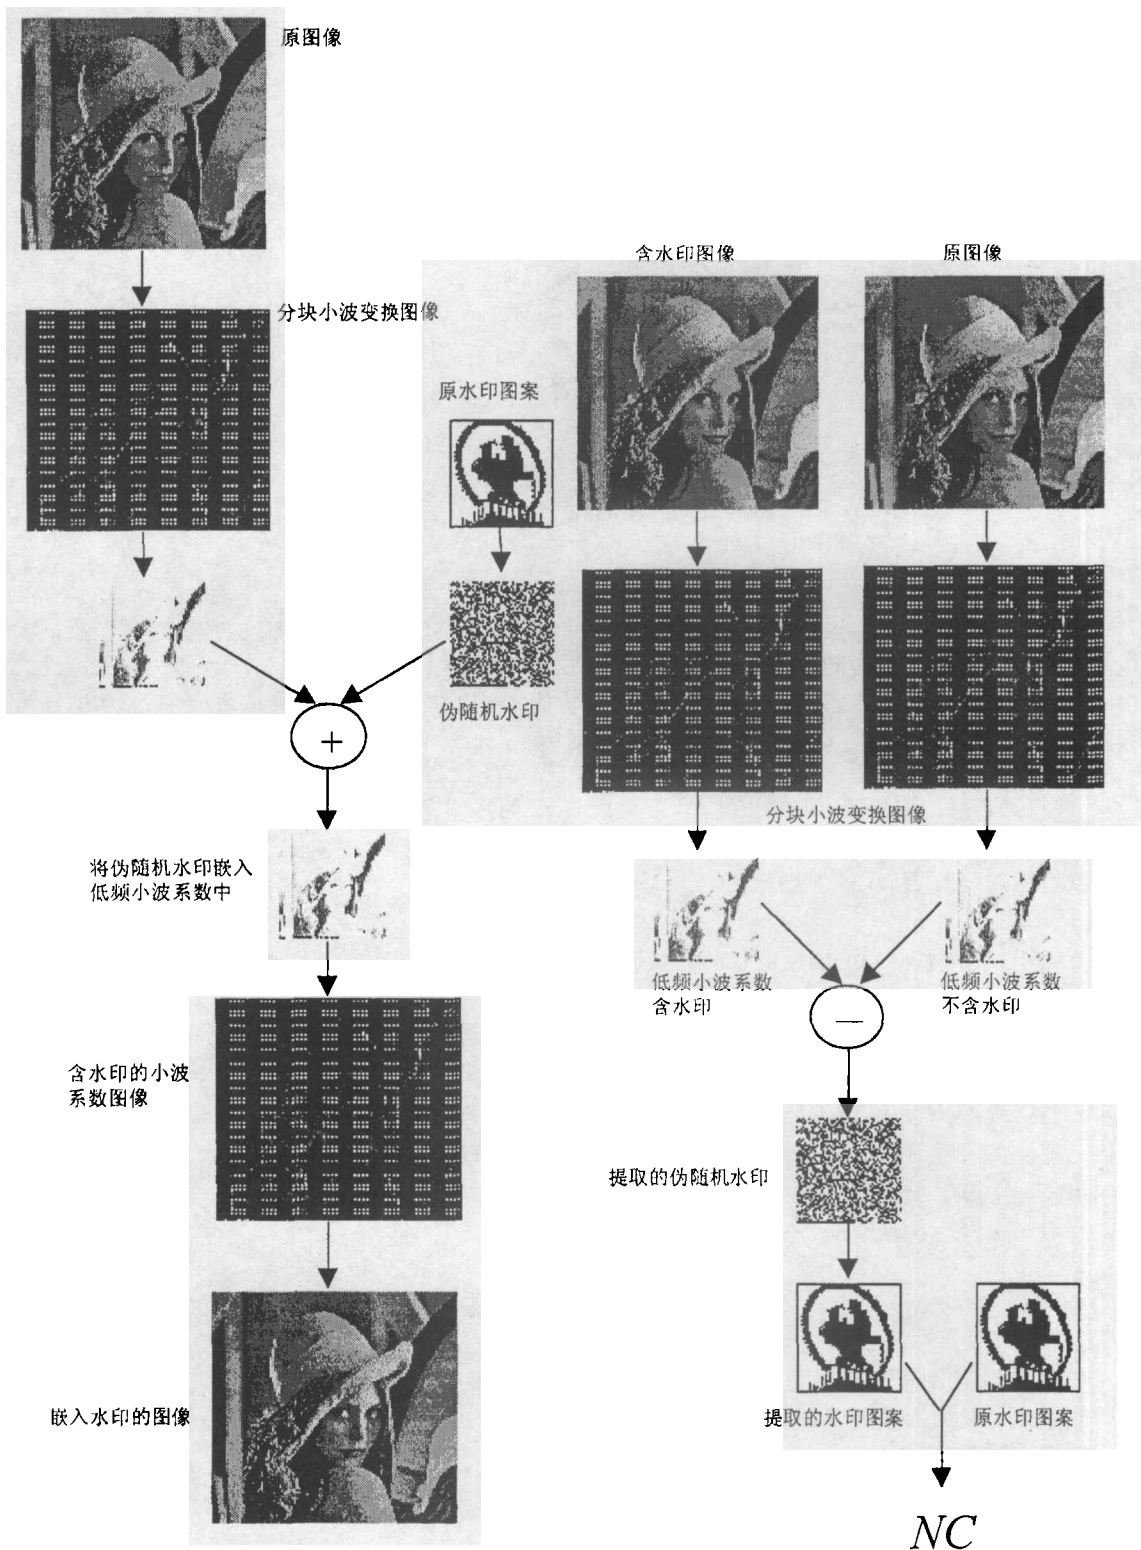 原图像
分块小波变换图像
含水印图像
原图像
原水印图案
伪随机水印
+
分块小波变换图像
将伪随机水印嵌入
低频小波系数中
低频小波系数
含水印
低频小波系数
不含水印
—
含水印的小波
系数图像
提取的伪随机水印
嵌入水印的图像
提取的水印图案
原水印图案
NC